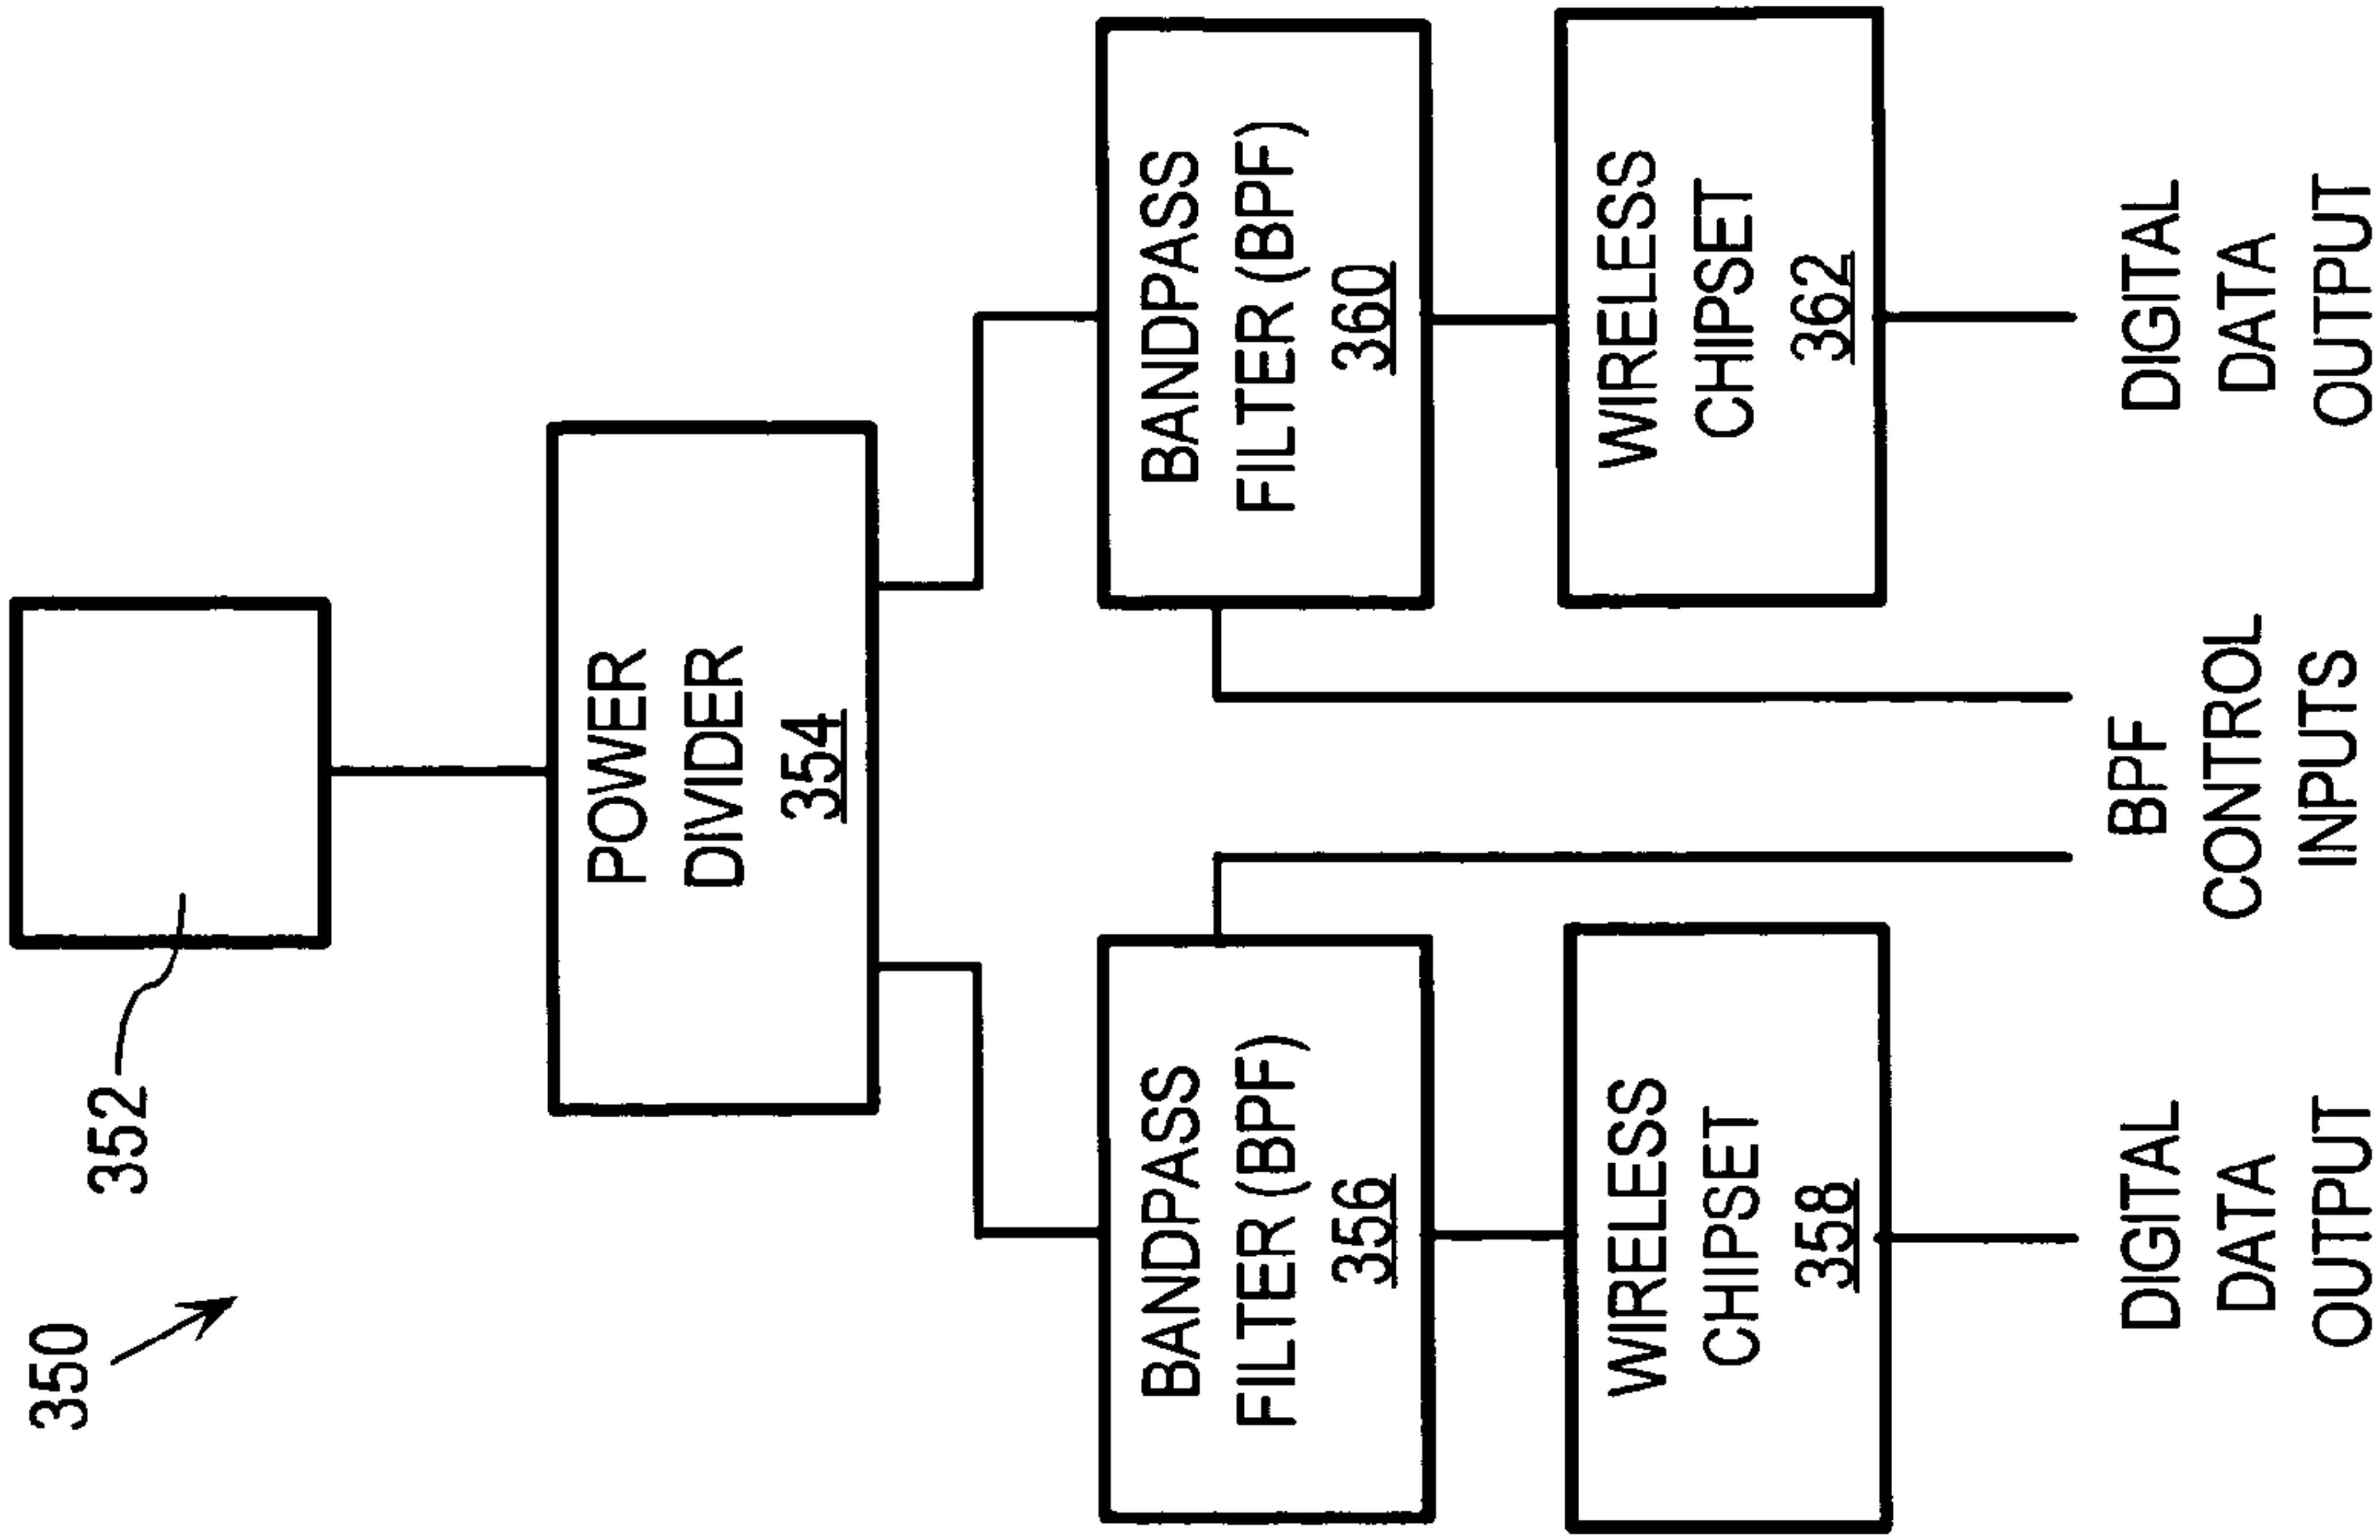 350
352
POWER
DIVIDER
354
BANDPASS
FILTER (BPF)
356
BANDPASS
FILTER (BPF)
360
WIRELESS
CHIPSET
358
WIRELESS
CHIPSET
362
DIGITAL
DATA
OUTPUT
BPF
CONTROL
INPUTS
DIGITAL
DATA
OUTPUT